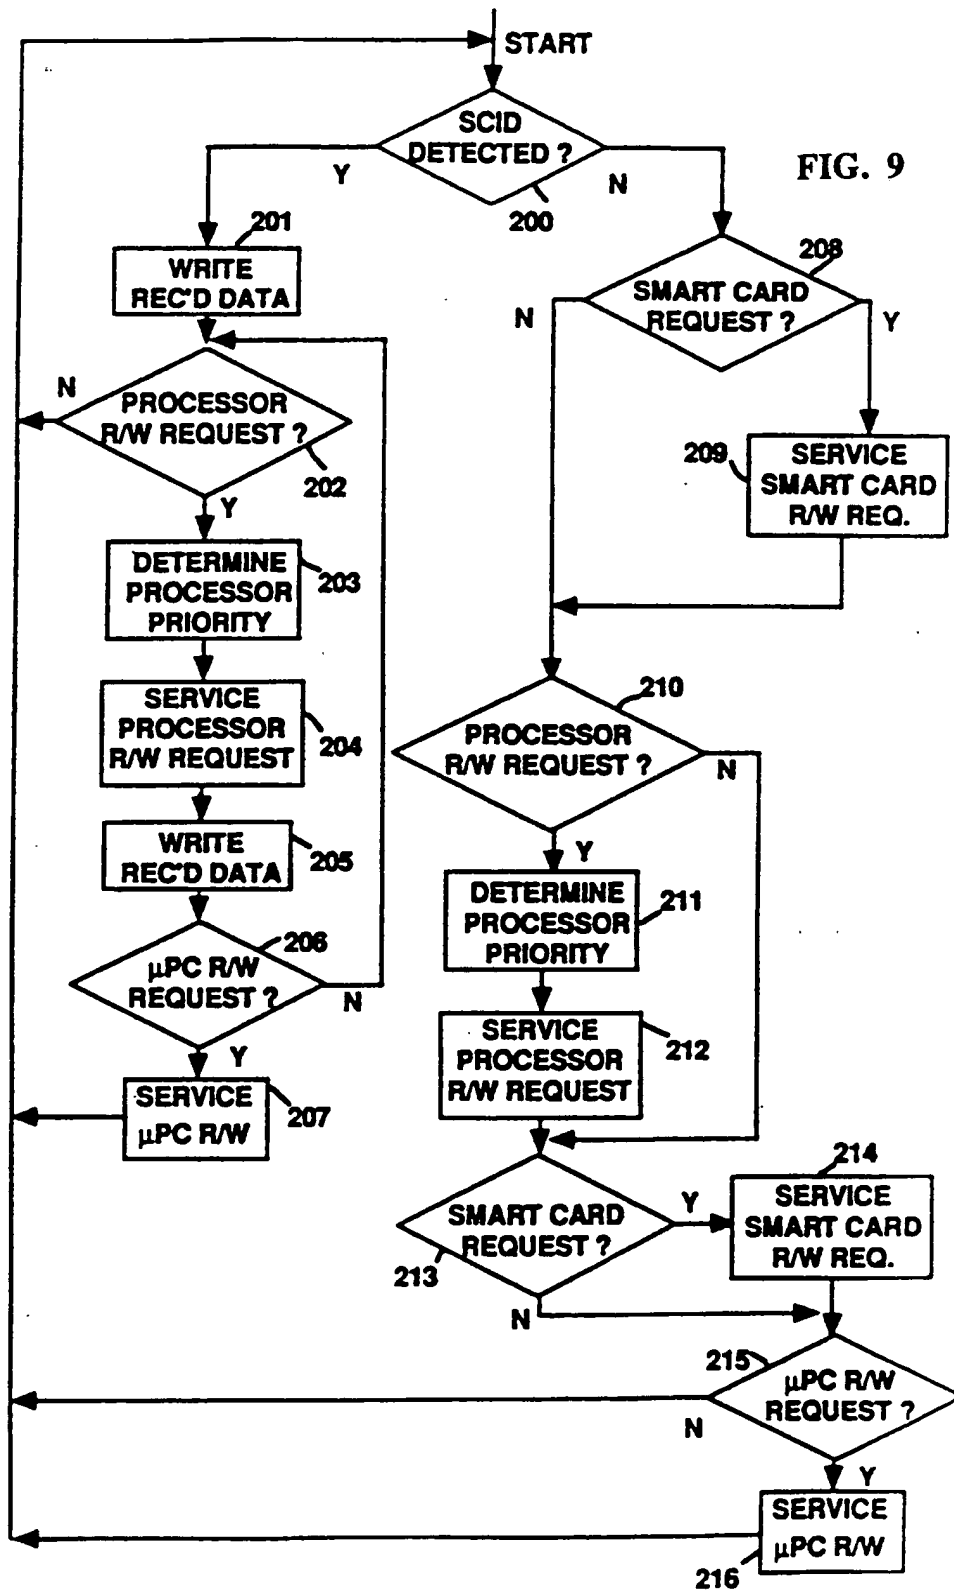 START
SCID
DETECTED ?
200
Y
N
FIG. 9
201
WRITE
REC'D DATA
N
PROCESSOR
R/W REQUEST ?
202
Y
DETERMINE
PROCESSOR
PRIORITY
203
SERVICE
PROCESSOR
R/W REQUEST
204
WRITE
REC'D DATA
205
206
μPC R/W
REQUEST ?
N
Y
SERVICE
μPC R/W
207
208
SMART CARD
REQUEST ?
N
Y
209
SERVICE
SMART CARD
R/W REQ.
210
PROCESSOR
R/W REQUEST ?
N
Y
DETERMINE
PROCESSOR
PRIORITY
211
SERVICE
PROCESSOR
R/W REQUEST
212
SMART CARD
REQUEST ?
213
Y
N
214
SERVICE
SMART CARD
R/W REQ.
215
μPC R/W
REQUEST ?
N
Y
SERVICE
μPC R/W
216